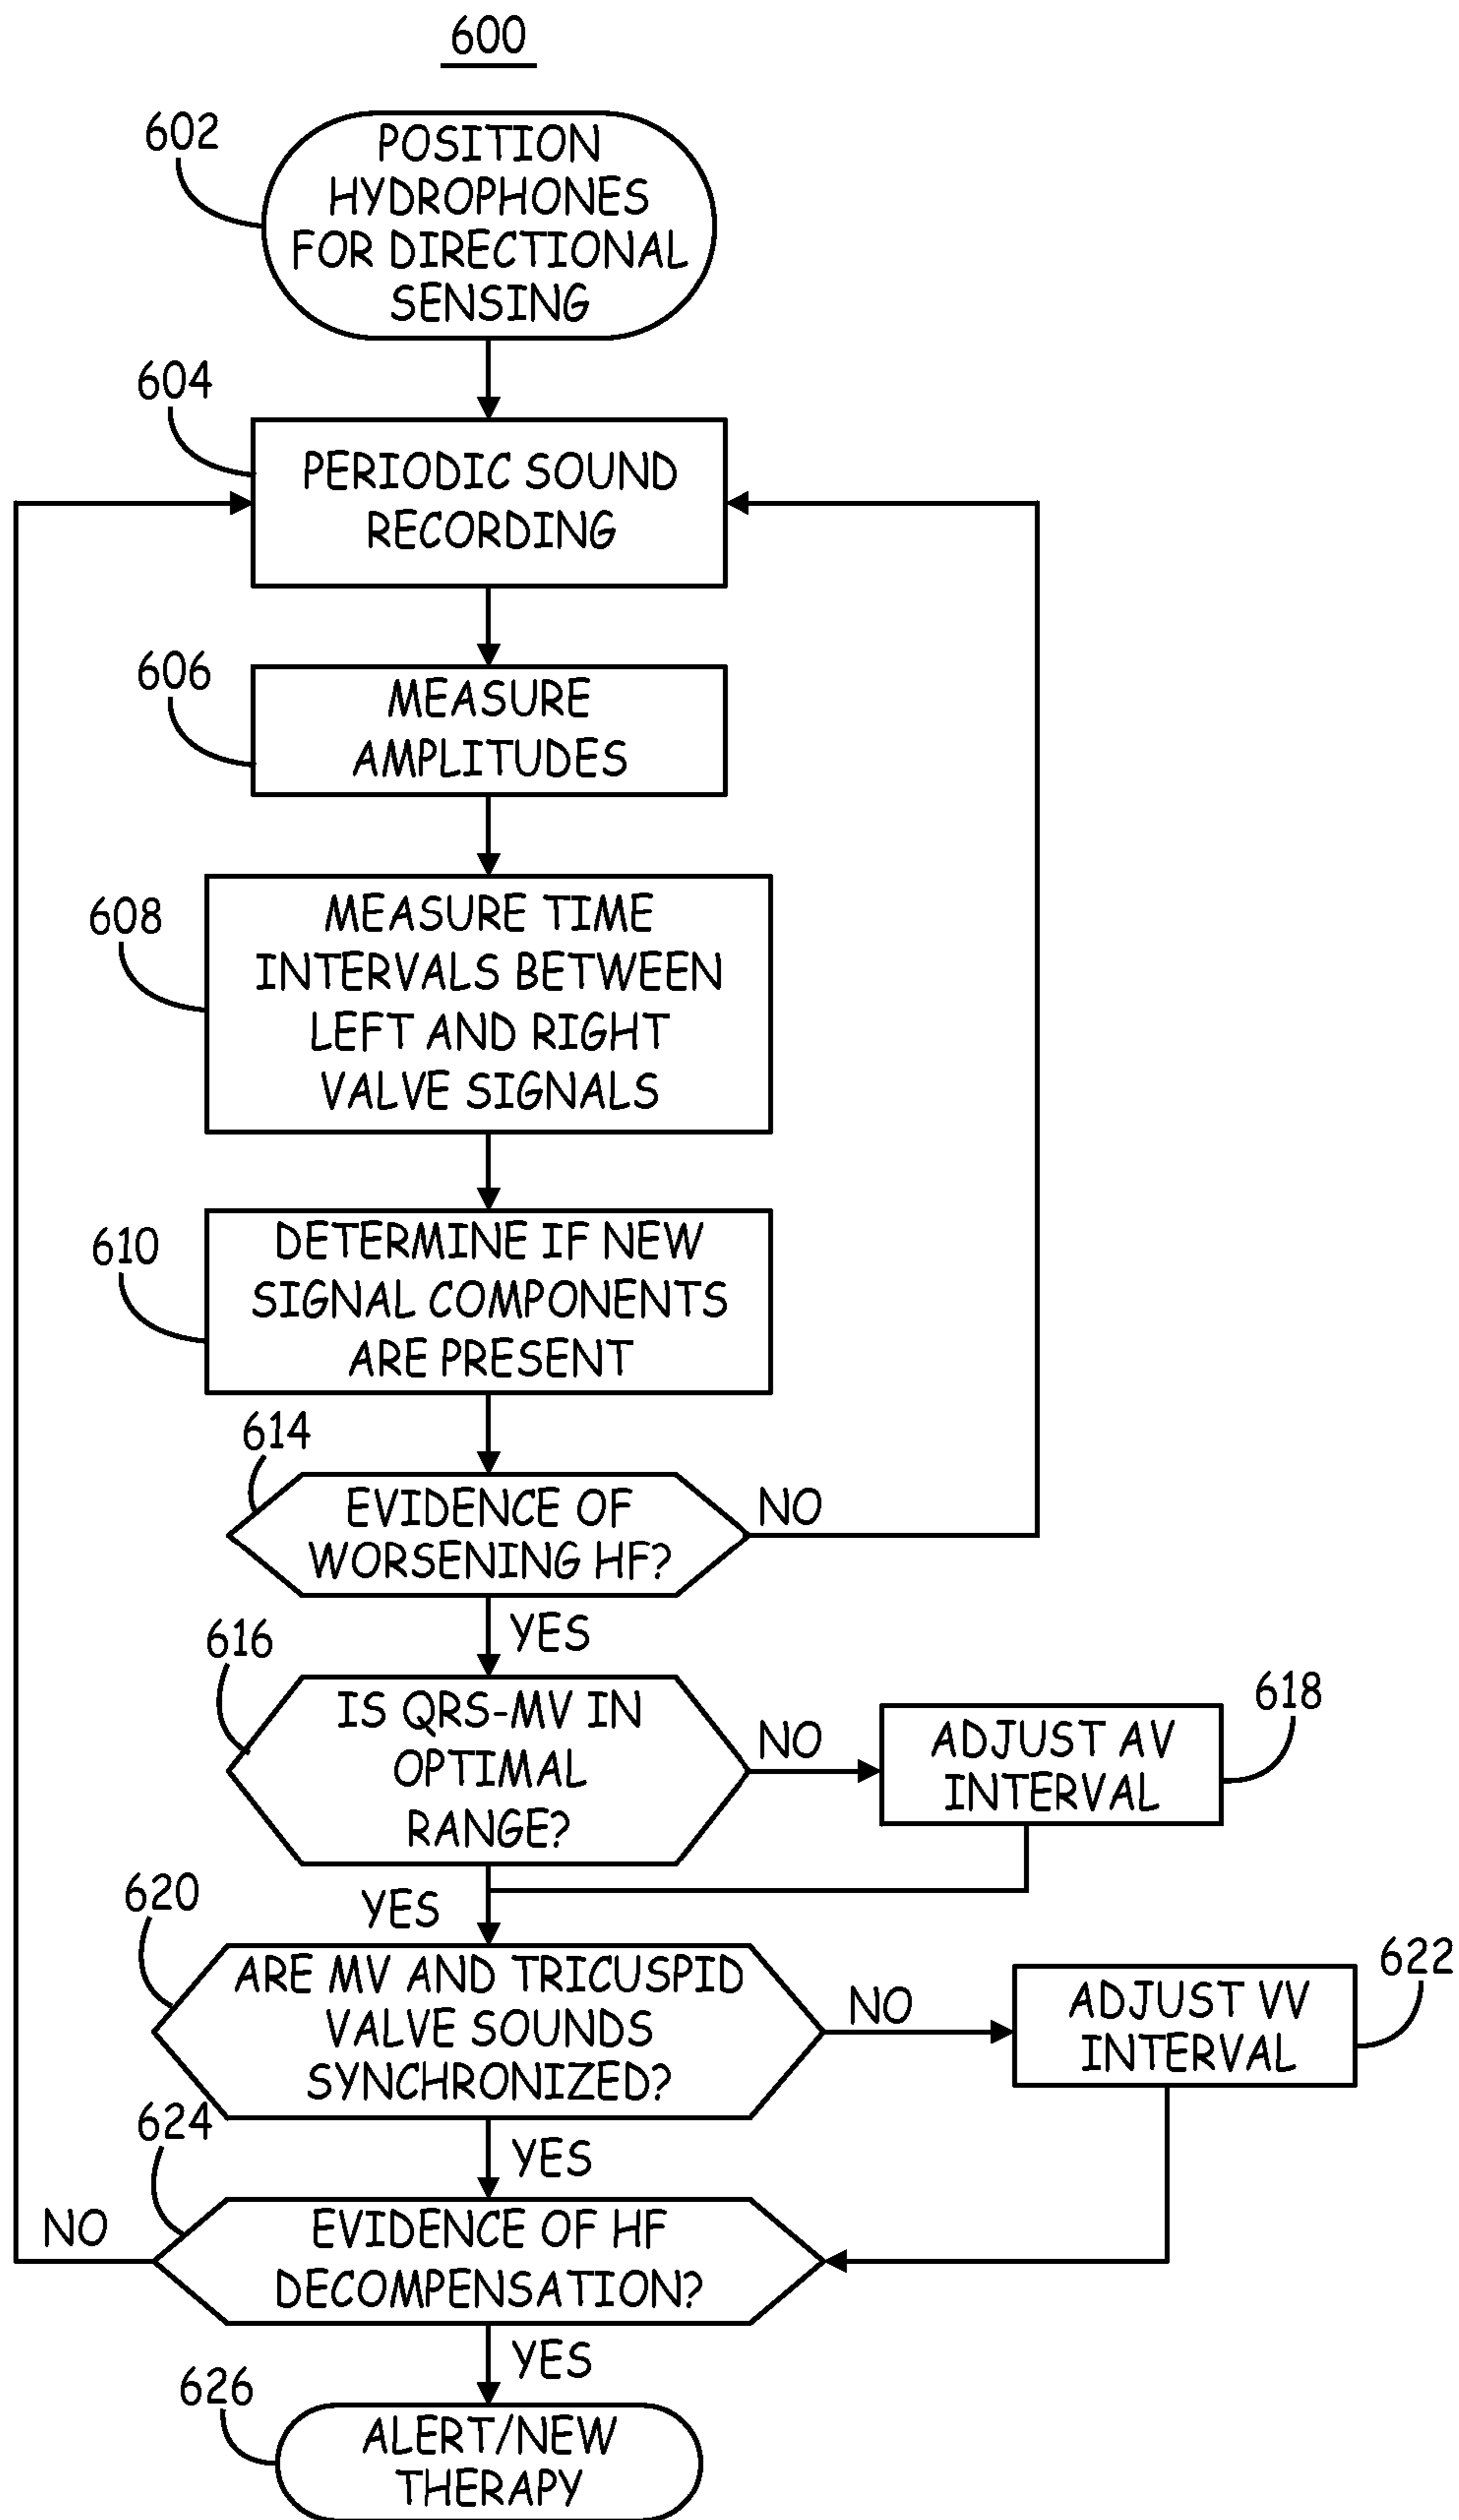 600
602
POSITION
HYDROPHONES
FOR DIRECTIONAL
SENSING
604
PERIODIC SOUND
RECORDING
606
MEASURE
AMPLITUDES
608
MEASURE TIME
INTERVALS BETWEEN
LEFT AND RIGHT
VALVE SIGNALS
610
DETERMINE IF NEW
SIGNAL COMPONENTS
ARE PRESENT
614
EVIDENCE OF
WORSENING HF?
NO
YES
616
IS QRS-MV IN
OPTIMAL
RANGE?
NO
ADJUST AV
INTERVAL
618
YES
620
ARE MV AND TRICUSPID
VALVE SOUNDS
SYNCHRONIZED?
NO
ADJUST VV
INTERVAL
622
YES
624
EVIDENCE OF HF
DECOMPENSATION?
NO
YES
626
ALERT/NEW
THERAPY